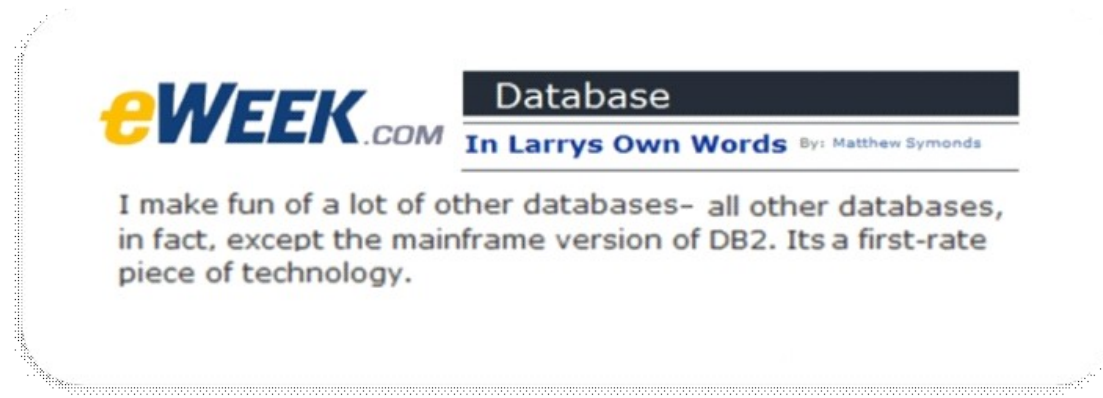 eWEEK.COM
Database
In Larrys Own Words By: Matthew Symonds
I make fun of a lot of other databases– all other databases,
in fact, except the mainframe version of DB2. Its a first-rate
piece of technology.